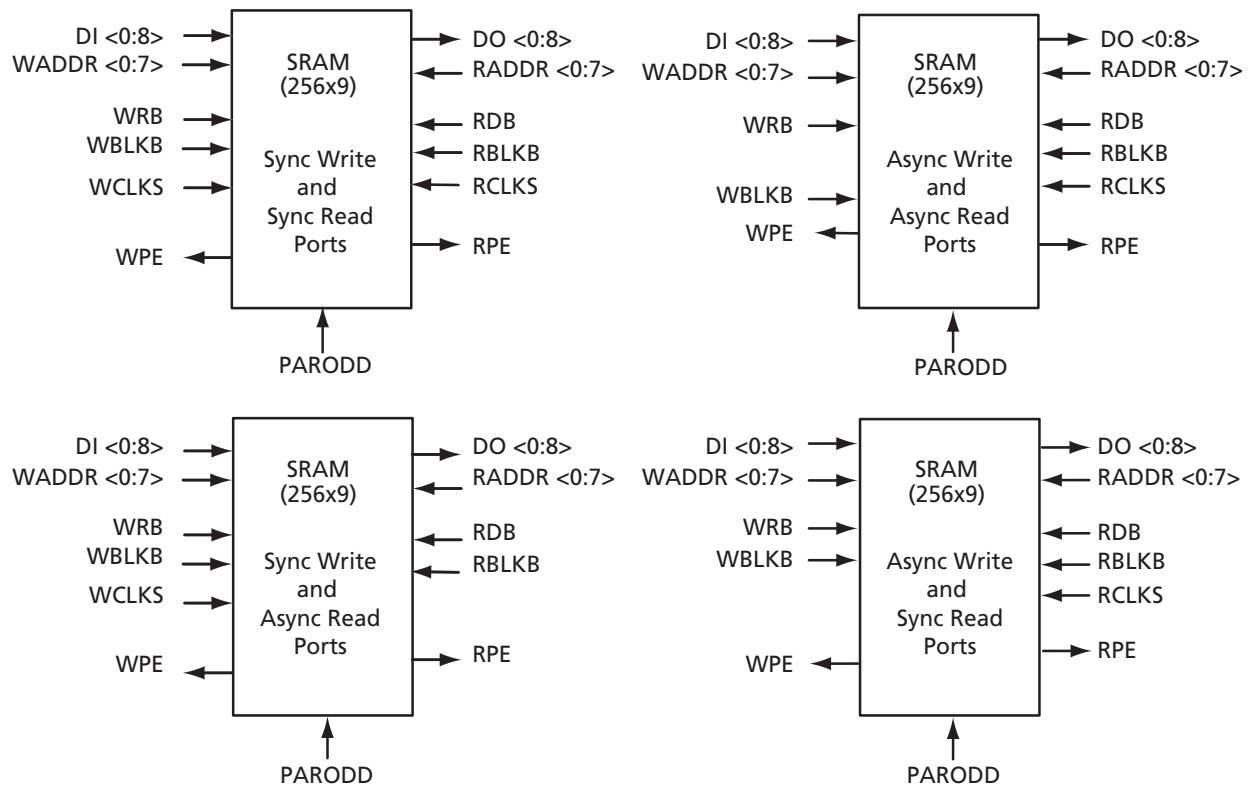 DI <0:8>
WADDR <0:7>
WRB
WBLKB
WCLKS
WPE
SRAM
(256x9)
Sync Write
and
Sync Read
Ports
DO <0:8>
RADDR <0:7>
RDB
RBLKB
RCLKS
RPE
PARODD
DI <0:8>
WADDR <0:7>
WRB
WBLKB
WPE
SRAM
(256x9)
Async Write
and
Async Read
Ports
DO <0:8>
RADDR <0:7>
RDB
RBLKB
RCLKS
RPE
PARODD
DI <0:8>
WADDR <0:7>
WRB
WBLKB
WCLKS
WPE
SRAM
(256x9)
Sync Write
and
Async Read
Ports
DO <0:8>
RADDR <0:7>
RDB
RBLKB
RPE
PARODD
DI <0:8>
WADDR <0:7>
WRB
WBLKB
WPE
SRAM
(256x9)
Async Write
and
Sync Read
Ports
DO <0:8>
RADDR <0:7>
RDB
RBLKB
RCLKS
RPE
PARODD